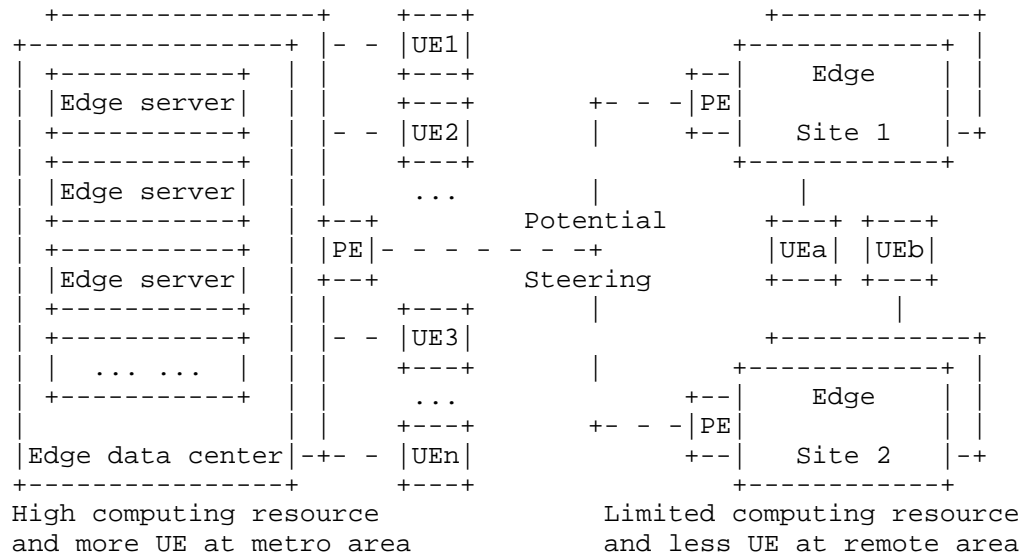 +----------------+     +---+                       +------------+
+----------------+ |- - |UE1|                    +------------+ |
|  +-----------+   | |     +---+                +--|     Edge       | |
|  |Edge server|   | |     +---+       +- - -|PE|                    | |
|  +-----------+   | |- - |UE2|       |        +--|     Site 1       |-+
|  +-----------+   | |     +---+                    +------------+
|  |Edge server|   | |      ...          |                |
|  +-----------+   | +--+          Potential        +---+ +---+
|  +-----------+   | |PE|- - - - - - -+             |UEa| |UEb|
|  |Edge server|   | +--+          Steering         +---+ +---+
|  +-----------+   | |     +---+       |                       |
|  +-----------+   | |- - |UE3|                       +------------+
|  |  ... ...  |   | |     +---+       |            +------------+ |
|  +-----------+   | |      ...                +--|     Edge       | |
|                  | |     +---+       +- - -|PE|                    | |
|Edge data center|-+- - |UEn|                +--|     Site 2       |-+
+----------------+     +---+                    +------------+
High computing resource              Limited computing resource
and more UE at metro area            and less UE at remote area